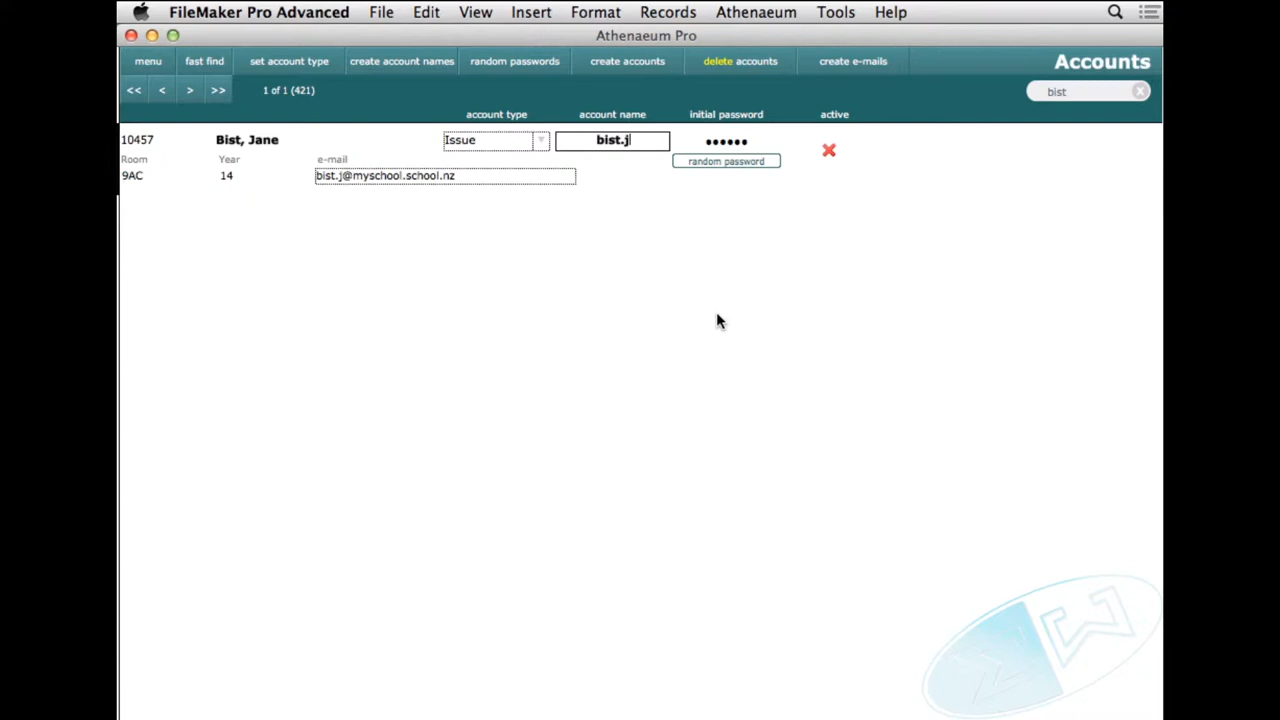 FileMaker Pro Advanced File Edit View Insert Format Records Athenaeum Tools Help
Athenaeum Pro
menu fast find set account type create account names random passwords create accounts delete accounts create e-mails Accounts
<< < > >> 1 of 1 (421) bist
account type account name initial password active
10457 Bist, Jane Issue bist.j ••••••
Room Year e-mail random password
9AC 14 bist.j@myschool.school.nz